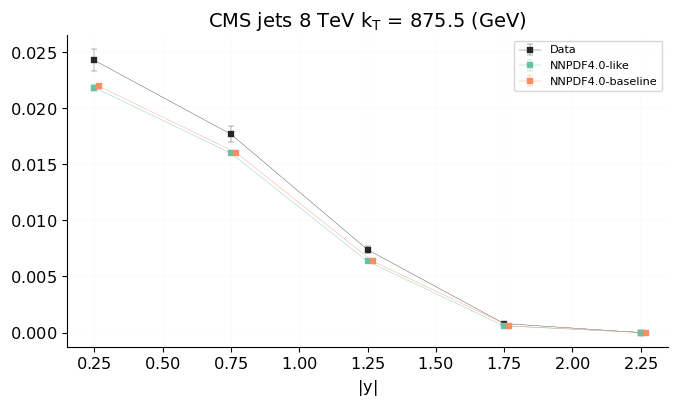 CMS jets 8 TeV k_T = 875.5 (GeV)
Data
NNPDF4.0-like
NNPDF4.0-baseline
0.025
0.020
0.015
0.010
0.005
0.000
0.25 0.50 0.75 1.00 1.25 1.50 1.75 2.00 2.25
|y|